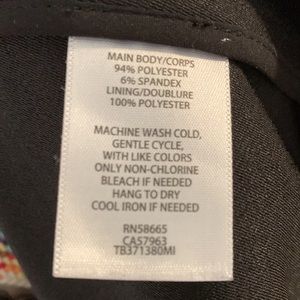 MAIN BODY/CORPS
94% POLYESTER
6% SPANDEX
LINING/DOUBLURE
100% POLYESTER
MACHINE WASH COLD,
GENTLE CYCLE,
WITH LIKE COLORS
ONLY NON-CHLORINE
BLEACH IF NEEDED
HANG TO DRY
COOL IRON IF NEEDED
RN58665
CA57963
TB371380MI